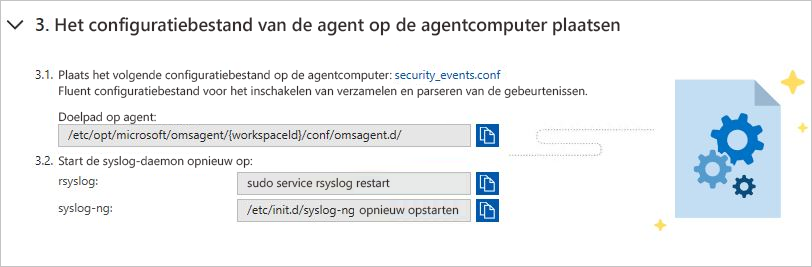 3. Het configuratiebestand van de agent op de agentcomputer plaatsen
3.1. Plaats het volgende configuratiebestand op de agentcomputer: security_events.conf
Fluent configuratiebestand voor het inschakelen van verzamelen en parseren van de gebeurtenissen.
Doelpad op agent:
/etc/opt/microsoft/omsagent/{workspaceId}/conf/omsagent.d/
3.2. Start de syslog-daemon opnieuw op:
rsyslog: sudo service rsyslog restart
syslog-ng: /etc/init.d/syslog-ng opnieuw opstarten